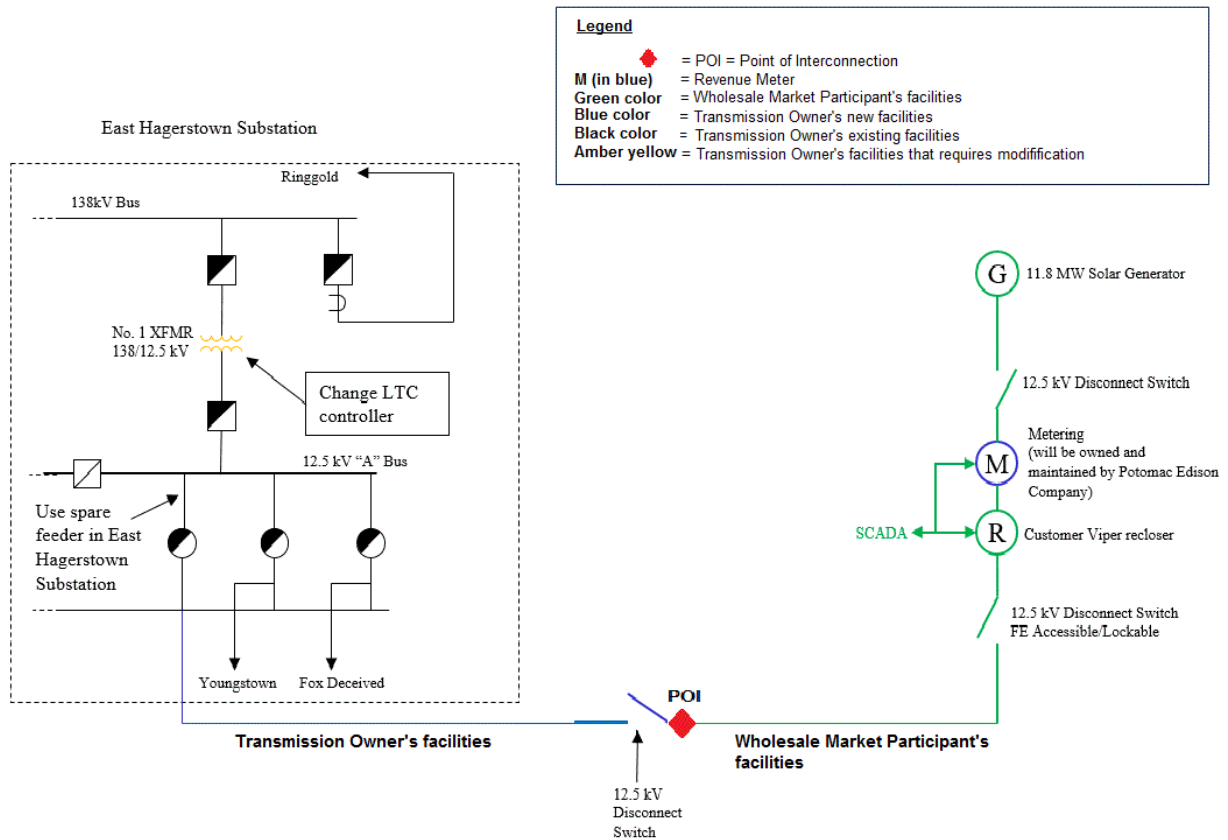 Legend
= POI = Point of Interconnection
M (in blue) = Revenue Meter
Green color = Wholesale Market Participant's facilities
Blue color = Transmission Owner's new facilities
Black color = Transmission Owner's existing facilities
Amber yellow = Transmission Owner's facilities that requires modifification
East Hagerstown Substation
Ringgold
138kV Bus
No. 1 XFMR
138/12.5 kV
Change LTC
controller
12.5 kV “A” Bus
Use spare
feeder in East
Hagerstown
Substation
Youngstown
Fox Deceived
G
11.8 MW Solar Generator
12.5 kV Disconnect Switch
Metering
(will be owned and
maintained by Potomac Edison
Company)
M
SCADA
R
Customer Viper recloser
12.5 kV Disconnect Switch
FE Accessible/Lockable
POI
Transmission Owner's facilities
Wholesale Market Participant's
facilities
12.5 kV
Disconnect
Switch